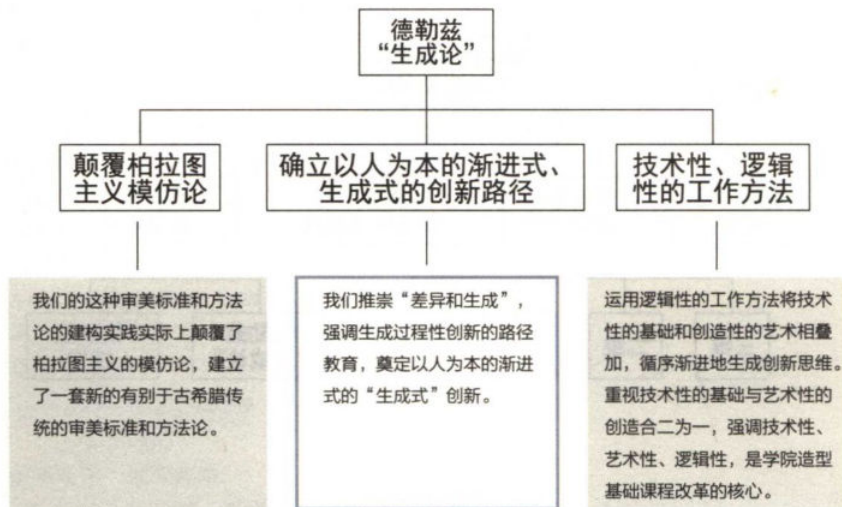 德勒兹
“生成论”
颠覆柏拉图
主义模仿论
确立以人为本的渐进式、
生成式的创新路径
技术性、逻辑
性的工作方法
我们的这种审美标准和方法
论的建构实践实际上颠覆了
柏拉图主义的模仿论，建立
了一套新的有别于古希腊传
统的审美标准和方法论。
我们推崇“差异和生成”，
强调生成过程性创新的路径
教育，奠定以人为本的渐进
式的“生成式”创新。
运用逻辑性的工作方法将技术
性的基础和创造性的艺术相叠
加，循序渐进地生成创新思维。
重视技术性的基础与艺术性的
创造合二为一，强调技术性、
艺术性、逻辑性，是学院造型
基础课程改革的核心。